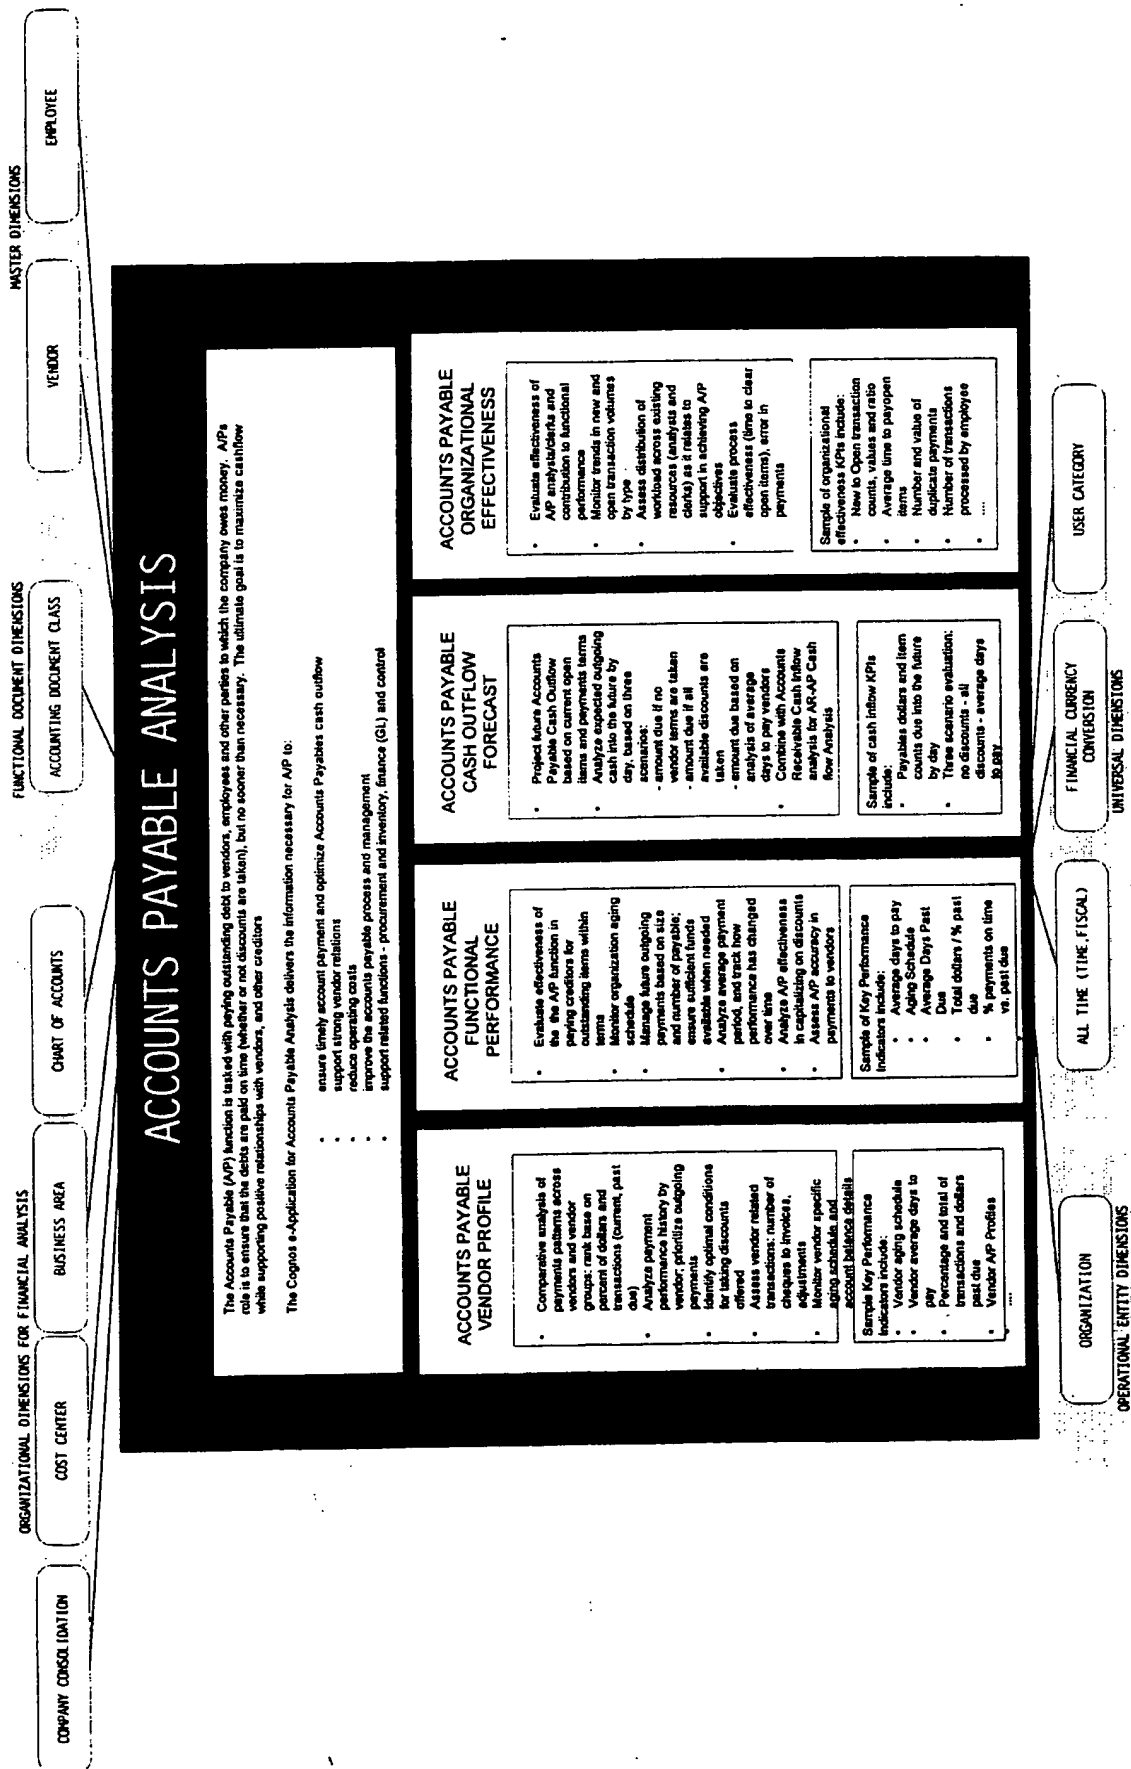 ORGANIZATIONAL DIMENSIONS FOR FINANCIAL ANALYSIS
FUNCTIONAL DOCUMENT DIMENSIONS
MASTER DIMENSIONS
COMPANY CONSOLIDATION
COST CENTER
BUSINESS AREA
CHART OF ACCOUNTS
ACCOUNTING DOCUMENT CLASS
VENDOR
EMPLOYEE
ACCOUNTS PAYABLE ANALYSIS
The Accounts Payable (A/P) function is tasked with paying outstanding debt to vendors, employees and other parties to which the company owes money. A/Ps
role is to ensure that the debts are paid on time (whether or not discounts are taken), but no sooner than necessary. The ultimate goal is to maximize cashflow
while supporting positive relationships with vendors, and other creditors
The Cognos e-Application for Accounts Payable Analysis delivers the information necessary for A/P to:
• ensure timely account payment and optimize Accounts Payables cash outflow
• support strong vendor relations
• reduce operating costs
• improve the accounts payable process and management
• support related functions - procurement and inventory, finance (GL) and control
ACCOUNTS PAYABLE
VENDOR PROFILE
• Comparative analysis of
payments pattams across
vendors and vendor
groups: rank base on
percent of dollars and
transactions (current, past
due)
• Analyze payment
performance history by
vendor; prioritize outgoing
payments
• Identify optimal conditions
for taking discounts
offered
• Assess vendor related
transactions: number of
cheques to invoices,
adjustments
• Monitor vendor specific
aging schedule and
account balance details
Sample Key Performance
Indicators include:
• Vendor aging schedule
• Vendor average days to
pay
• Percentage and total of
transactions and dollars
past due
• Vendor A/P Profiles
• ....
ACCOUNTS PAYABLE
FUNCTIONAL
PERFORMANCE
• Evaluate effectiveness of
the the A/P function in
paying creditors for
outstanding items within
terms
• Monitor organization aging
schedule
• Manage future outgoing
payments based on size
and number of payable;
ensure sufficient funds
available when needed
• Analyze average payment
period, and track how
performance has changed
over time
• Analyze A/P effectiveness
in capitalizing on discounts
• Assess A/P accuracy in
payments to vendors
Sample of Key Performance
Indicators include:
• Average days to pay
• Aging Schedule
• Average Days Past
Due
• Total dollars / % past
due
• % payments on time
vs. past due
•
ACCOUNTS PAYABLE
CASH OUTFLOW
FORECAST
• Project future Accounts
Payable Cash Outflow
based on current open
items and payments terms
• Analyze expected outgoing
cash into the future by
day, based on three
scenarios:
- amount due if no
vendor terms are taken
- amount due if all
available discounts are
taken
- amount due based on
analysis of average
days to pay vendors
• Combine with Accounts
Receivable Cash Inflow
analysis for AR-AP Cash
flow Analysis
Sample of cash inflow KPIs
include:
• Payables dollars and item
counts due into the future
by day
• Three scenario evaluation:
no discounts - all
discounts - average days
to pay
ACCOUNTS PAYABLE
ORGANIZATIONAL
EFFECTIVENESS
• Evaluate effectiveness of
A/P analysts/clerks and
contribution to functional
performance
• Monitor trends in new and
open transaction volumes
by type
• Assess distribution of
workload across existing
resources (analysts and
clerks) as it relates to
support in achieving A/P
objectives
• Evaluate process
effectiveness (time to clear
open items), error in
payments
Sample of organizational
effectiveness KPIs include:
• New to Open transaction
counts, values and ratio
• Average time to payopen
items
• Number and value of
duplicate payments
• Number of transactions
processed by employee
• ....
ORGANIZATION
ALL TIME (TIME,FISCAL)
FINANCIAL CURRENCY
CONVERSION
USER CATEGORY
OPERATIONAL ENTITY DIMENSIONS
UNIVERSAL DIMENSIONS